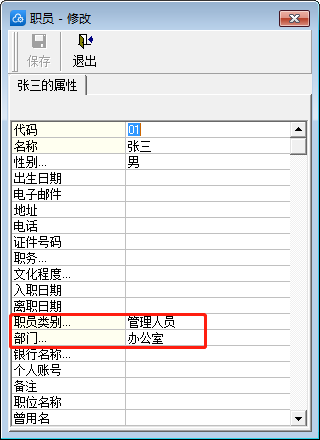 职员 - 修改
保存 退出
张三的属性
代码 01
名称 张三
性别... 男
出生日期
电子邮件
地址
电话
证件号码
职务...
文化程度...
入职日期
离职日期
职员类别... 管理人员
部门... 办公室
银行名称...
个人账号
备注
职位名称
曾用名